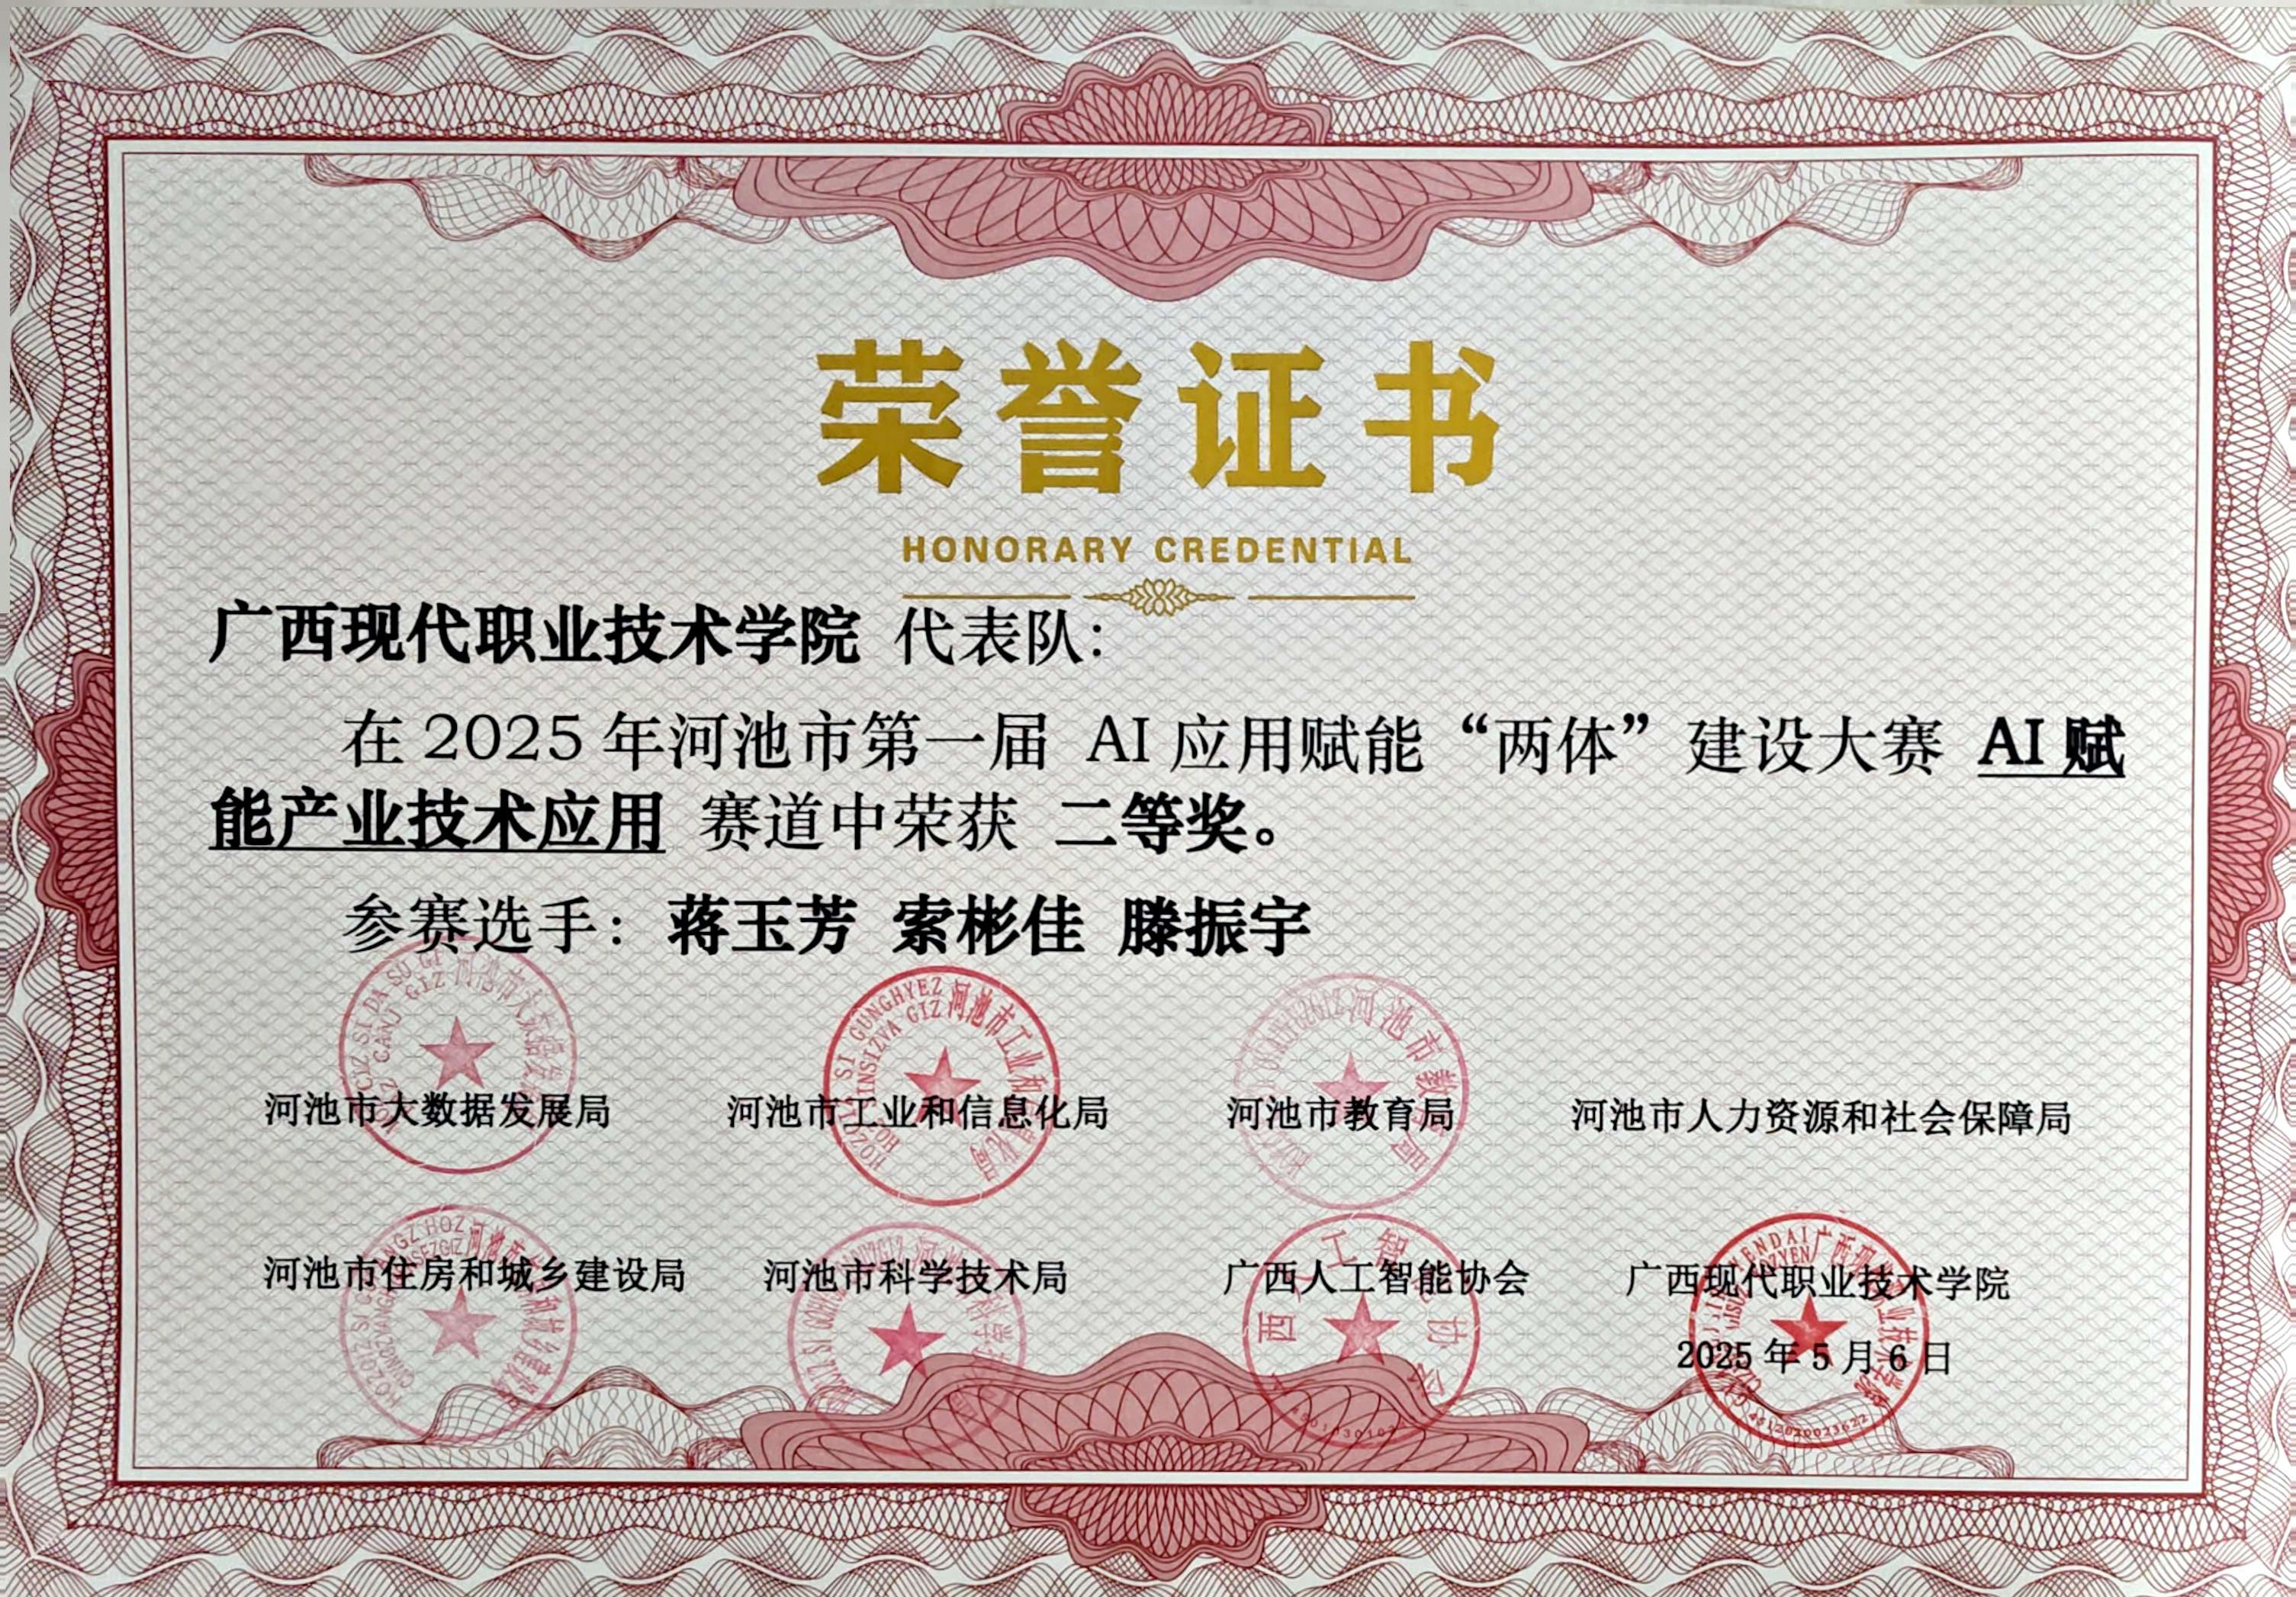 荣誉证书
HONORARY CREDENTIAL
广西现代职业技术学院 代表队：
在 2025 年河池市第一届 AI 应用赋能“两体”建设大赛 AI 赋
能产业技术应用 赛道中荣获 二等奖。
参赛选手：蒋玉芳 索彬佳 滕振宇
河池市大数据发展局 河池市工业和信息化局 河池市教育局 河池市人力资源和社会保障局
河池市住房和城乡建设局 河池市科学技术局 广西人工智能协会 广西现代职业技术学院
2025 年 5 月 6 日